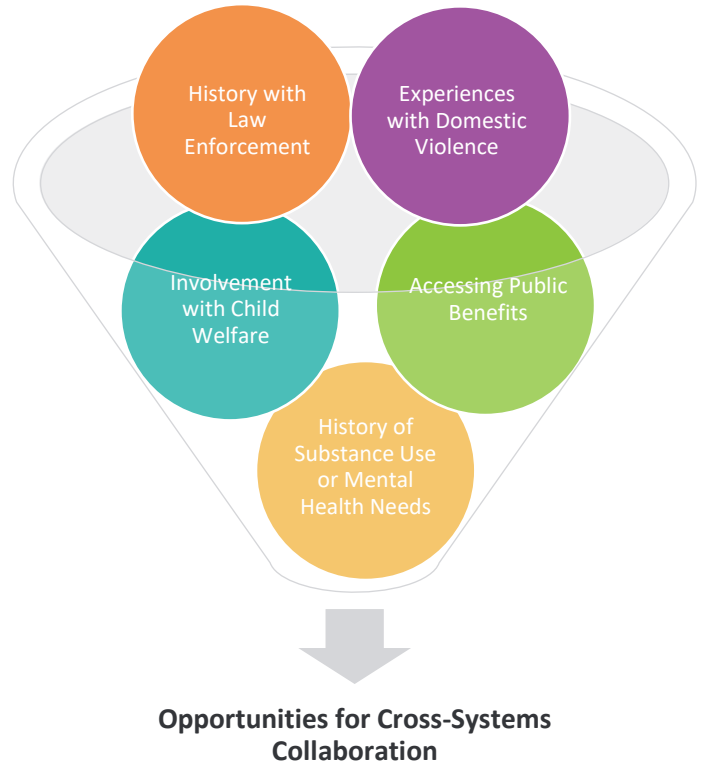 History with
Law
Enforcement
Experiences
with Domestic
Violence
Involvement
with Child
Welfare
Accessing Public
Benefits
History of
Substance Use
or Mental
Health Needs
Opportunities for Cross-Systems
Collaboration